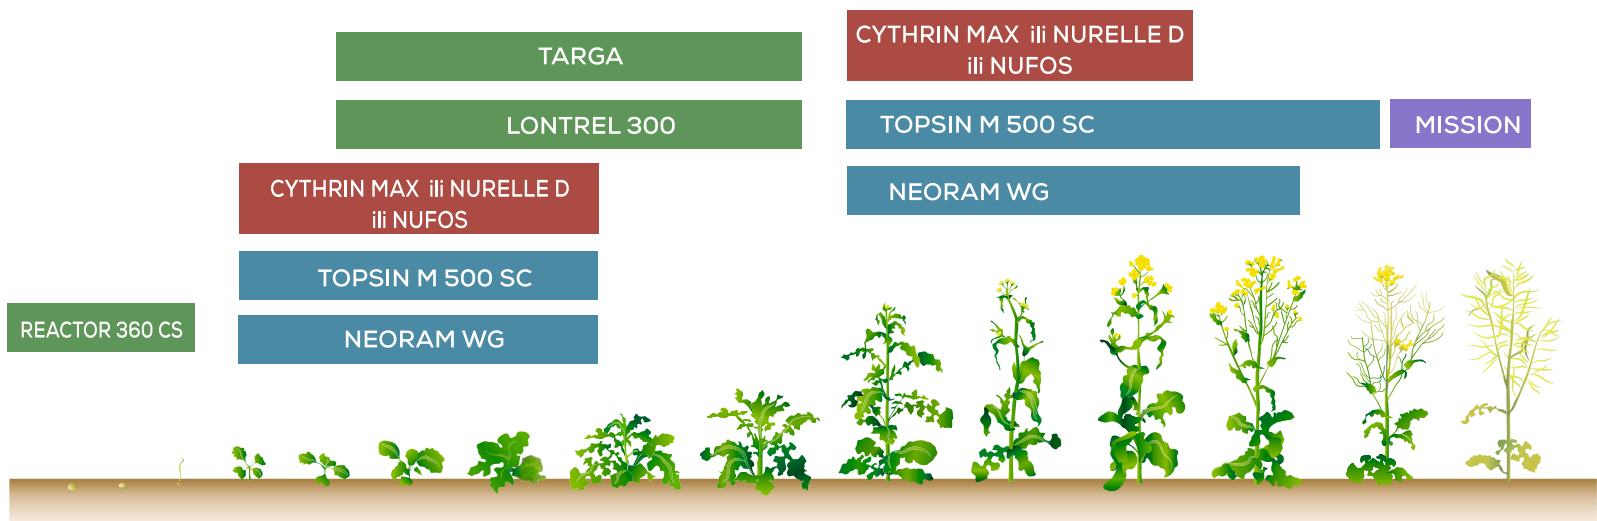 TARGA
LONTREL 300
CYTHRIN MAX ili NURELLE D
ili NUFOS
TOPSIN M 500 SC
NEORAM WG
REACTOR 360 CS
CYTHRIN MAX ili NURELLE D
ili NUFOS
TOPSIN M 500 SC
MISSION
NEORAM WG